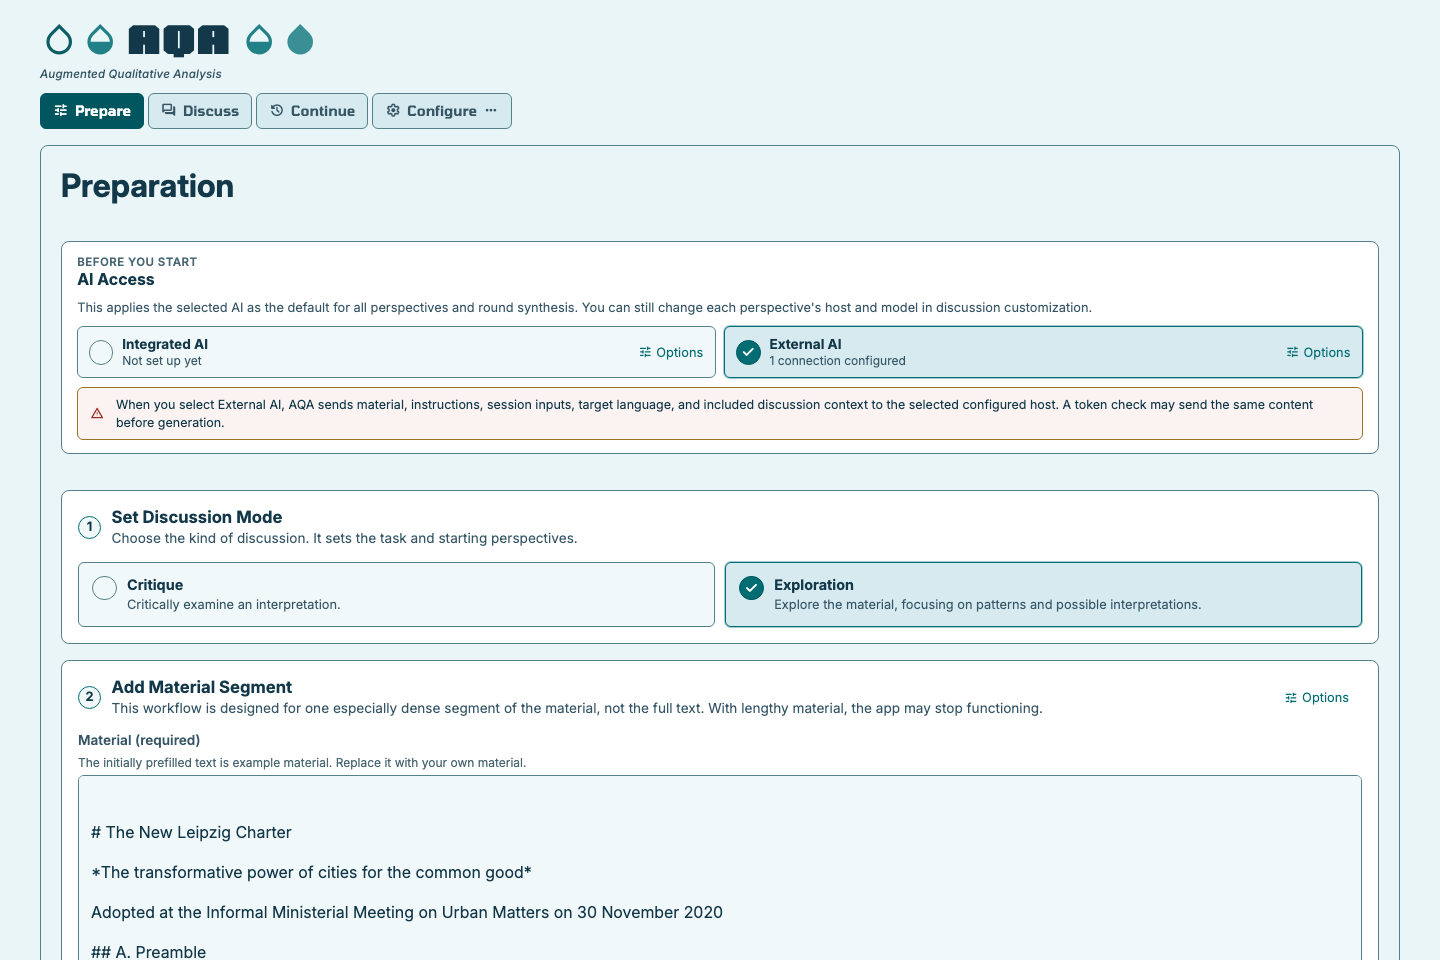 AQA
Augmented Qualitative Analysis
Prepare
Discuss
Continue
Configure ···
Preparation
BEFORE YOU START
AI Access
This applies the selected AI as the default for all perspectives and round synthesis. You can still change each perspective's host and model in discussion customization.
Integrated AI
Not set up yet
Options
External AI
1 connection configured
Options
When you select External AI, AQA sends material, instructions, session inputs, target language, and included discussion context to the selected configured host. A token check may send the same content
before generation.
1
Set Discussion Mode
Choose the kind of discussion. It sets the task and starting perspectives.
Critique
Critically examine an interpretation.
Exploration
Explore the material, focusing on patterns and possible interpretations.
2
Add Material Segment
This workflow is designed for one especially dense segment of the material, not the full text. With lengthy material, the app may stop functioning.
Options
Material (required)
The initially prefilled text is example material. Replace it with your own material.
# The New Leipzig Charter
*The transformative power of cities for the common good*
Adopted at the Informal Ministerial Meeting on Urban Matters on 30 November 2020
## A. Preamble